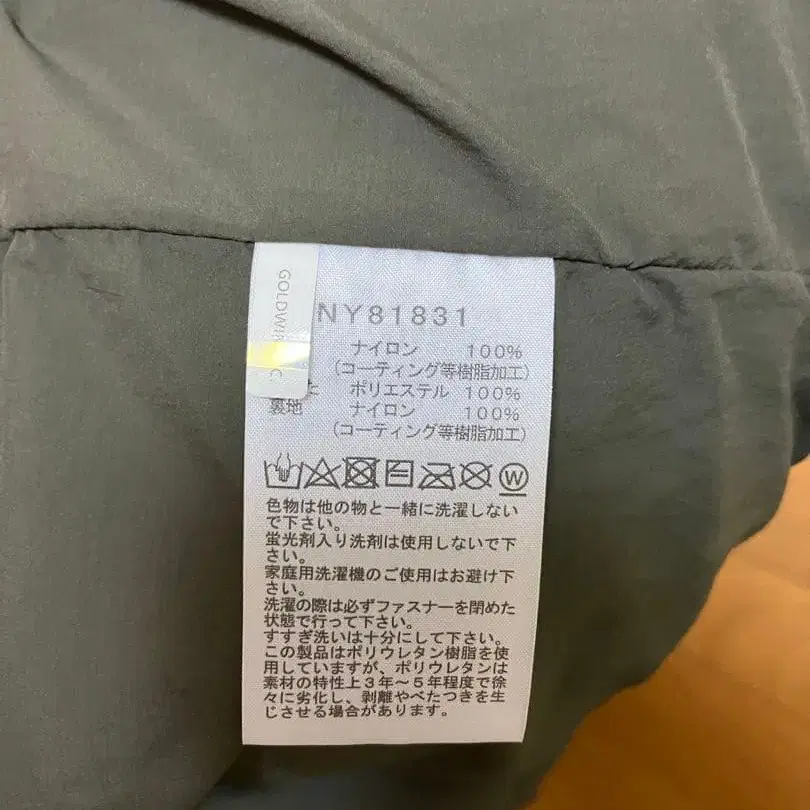 GOLDWIN
NY81831
ナイロン 100%
(コーティング等樹脂加工)
た ポリエステル 100%
裏地 ナイロン 100%
(コーティング等樹脂加工)
W
色物は他の物と一緒に洗濯しない
で下さい。
蛍光剤入り洗剤は使用しないで下
さい。
家庭用洗濯機のご使用はお避け下
さい。
洗濯の際は必ずファスナーを閉めた
状態で行って下さい。
すすぎ洗いは十分にして下さい。
この製品はポリウレタン樹脂を使
用していますが、ポリウレタンは
素材の特性上3年～5年程度で徐
々に劣化し、剥離やべたつきを生
じさせる場合があります。